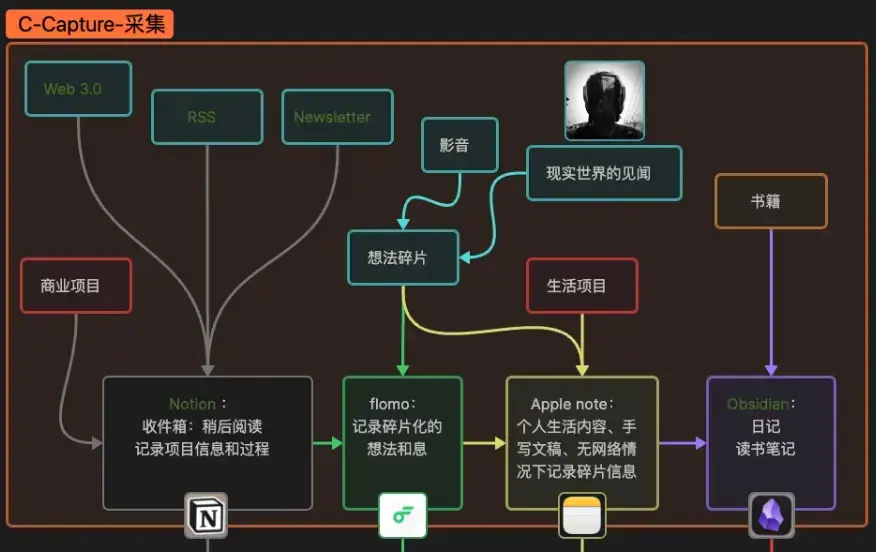 C-Capture-采集
Web 3.0
RSS
Newsletter
影音
现实世界的见闻
书籍
想法碎片
商业项目
生活项目
Notion：
收件箱：稍后阅读
记录项目信息和过程
flomo：
记录碎片化的
想法和息
Apple note：
个人生活内容、手
写文稿、无网络情
况下记录碎片信息
Obsidian：
日记
读书笔记